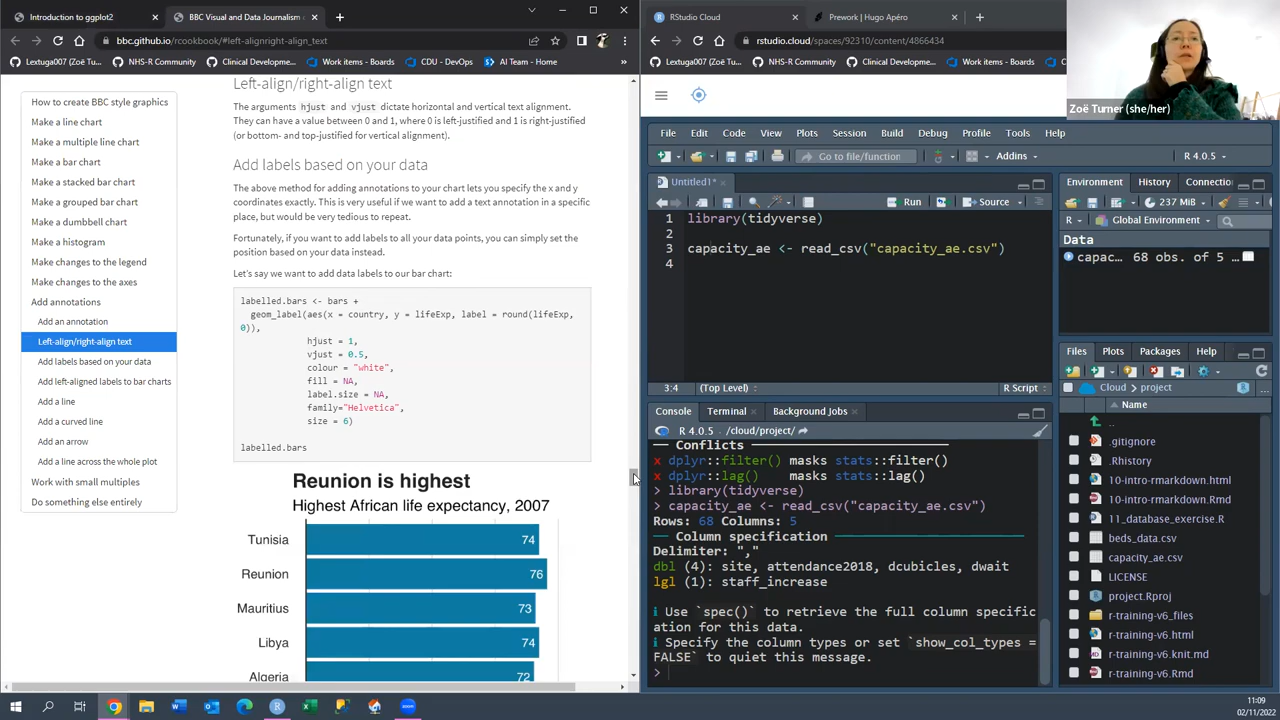 Introduction to ggplot2
BBC Visual and Data Journalism
bbc.github.io/rcookbook/#left-alignright-align_text
Lextuga007 (Zoë Tu...
NHS-R Community
Clinical Developme...
Work items - Boards
CDU - DevOps
AI Team - Home
How to create BBC style graphics
Make a line chart
Make a multiple line chart
Make a bar chart
Make a stacked bar chart
Make a grouped bar chart
Make a dumbbell chart
Make a histogram
Make changes to the legend
Make changes to the axes
Add annotations
Add an annotation
Left-align/right-align text
Add labels based on your data
Add left-aligned labels to bar charts
Add a line
Add a curved line
Add an arrow
Add a line across the whole plot
Work with small multiples
Do something else entirely
Left-align/right-align text
The arguments hjust and vjust dictate horizontal and vertical text alignment.
They can have a value between 0 and 1, where 0 is left-justified and 1 is right-justified
(or bottom- and top-justified for vertical alignment).
Add labels based on your data
The above method for adding annotations to your chart lets you specify the x and y
coordinates exactly. This is very useful if we want to add a text annotation in a specific
place, but would be very tedious to repeat.
Fortunately, if you want to add labels to all your data points, you can simply set the
position based on your data instead.
Let's say we want to add data labels to our bar chart:
labelled.bars <- bars +
geom_label(aes(x = country, y = lifeExp, label = round(lifeExp,
0)),
hjust = 1,
vjust = 0.5,
colour = "white",
fill = NA,
label.size = NA,
family="Helvetica",
size = 6)
labelled.bars
Reunion is highest
Highest African life expectancy, 2007
Tunisia 74
Reunion 76
Mauritius 73
Libya 74
Algeria 72
RStudio Cloud
Prework | Hugo Apéro
rstudio.cloud/spaces/92310/content/4866434
Lextuga007 (Zoë Tu...
NHS-R Community
Clinical Developme...
Work items - Boards
Zoë Turner (she/her)
File Edit Code View Plots Session Build Debug Profile Tools Help
Go to file/function
Addins
R 4.0.5
Untitled1*
Run
Source
1 library(tidyverse)
2
3 capacity_ae <- read_csv("capacity_ae.csv")
4
3:4
(Top Level)
R Script
Console
Terminal
Background Jobs
R 4.0.5 · /cloud/project/
Conflicts
x dplyr::filter() masks stats::filter()
x dplyr::lag() masks stats::lag()
> library(tidyverse)
> capacity_ae <- read_csv("capacity_ae.csv")
Rows: 68 Columns: 5
Column specification
Delimiter: ","
dbl (4): site, attendance2018, dcubicles, dwait
lgl (1): staff_increase
i Use `spec()` to retrieve the full column specific
ation for this data.
i Specify the column types or set `show_col_types =
FALSE` to quiet this message.
>
Environment
History
Connectio
237 MiB
R
Global Environment
Data
capac... 68 obs. of 5 ...
Files
Plots
Packages
Help
Cloud
project
Name
..
.gitignore
.Rhistory
10-intro-rmarkdown.html
10-intro-rmarkdown.Rmd
11_database_exercise.R
beds_data.csv
capacity_ae.csv
LICENSE
project.Rproj
r-training-v6_files
r-training-v6.html
r-training-v6.knit.md
r-training-v6.Rmd
11:09
02/11/2022